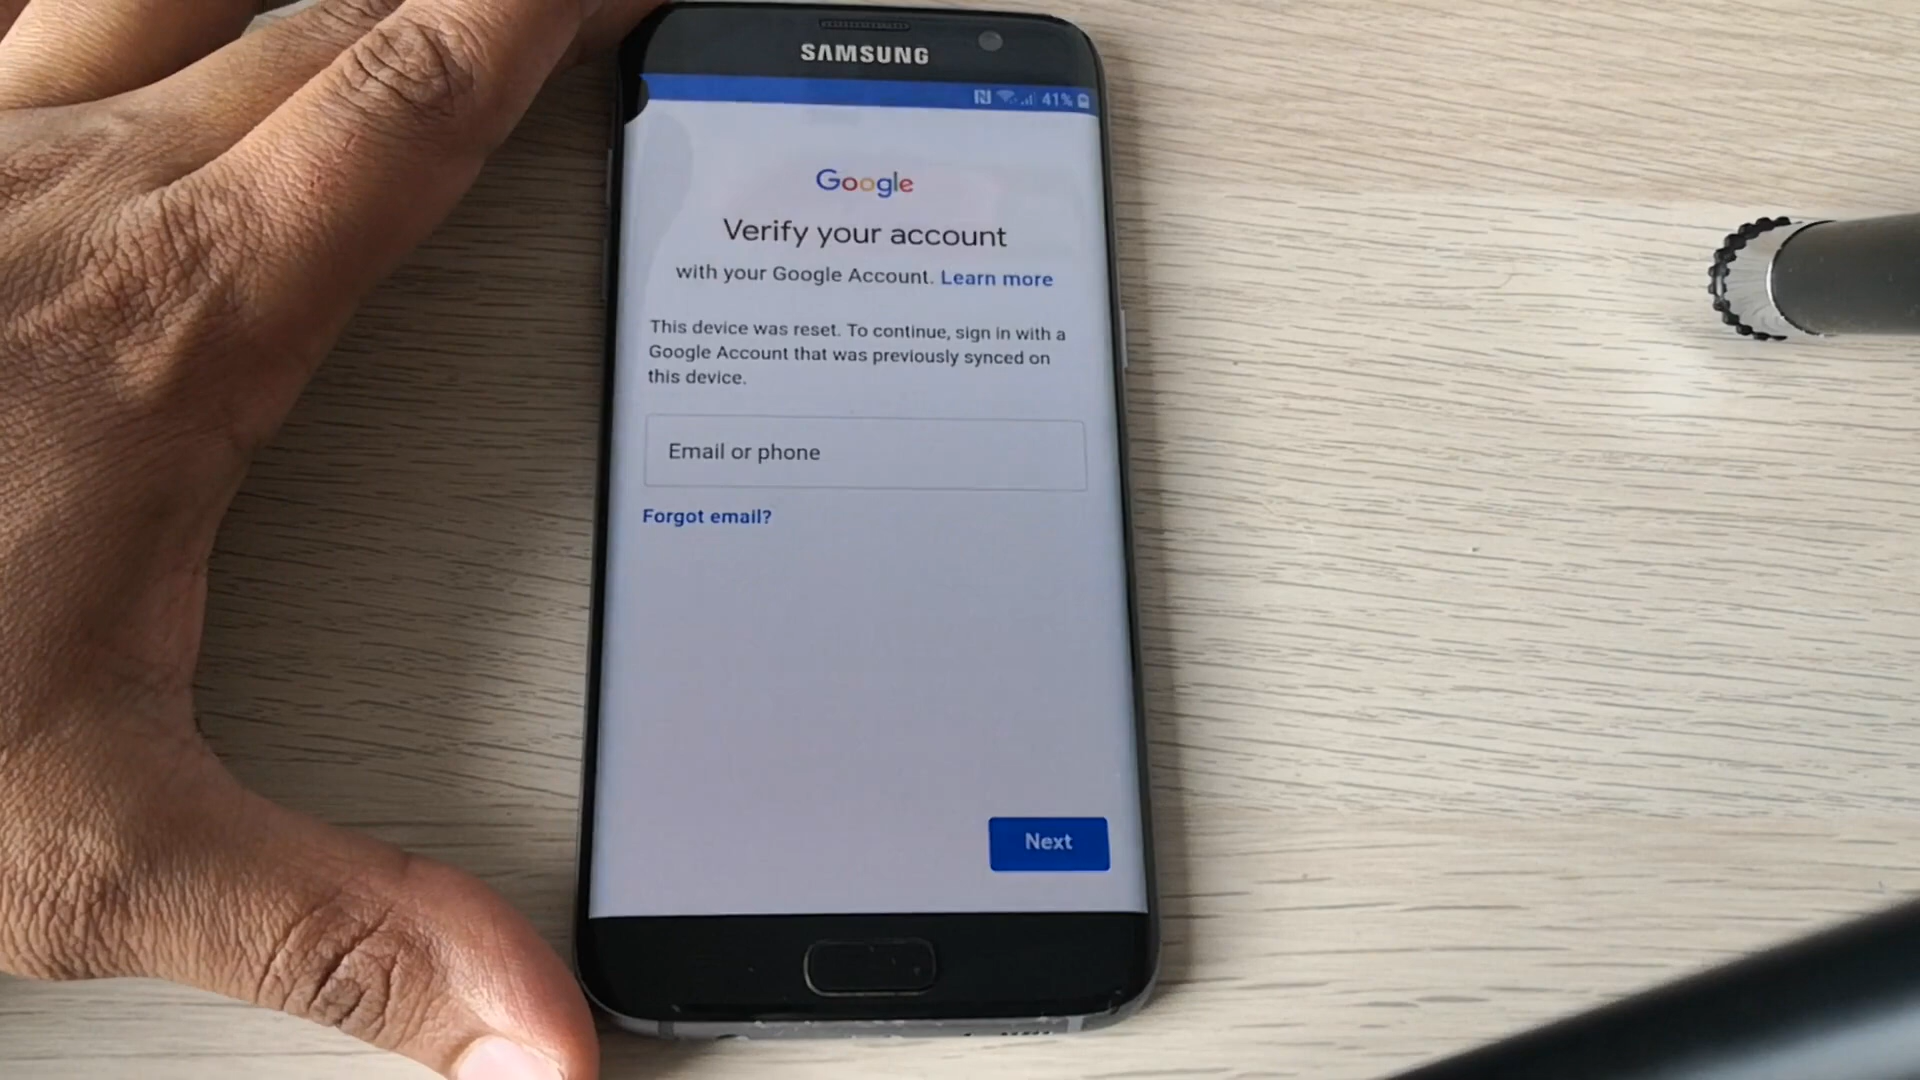 SAMSUNG
41%
Google
Verify your account
with your Google Account. Learn more
This device was reset. To continue, sign in with a
Google Account that was previously synced on
this device.
Email or phone
Forgot email?
Next